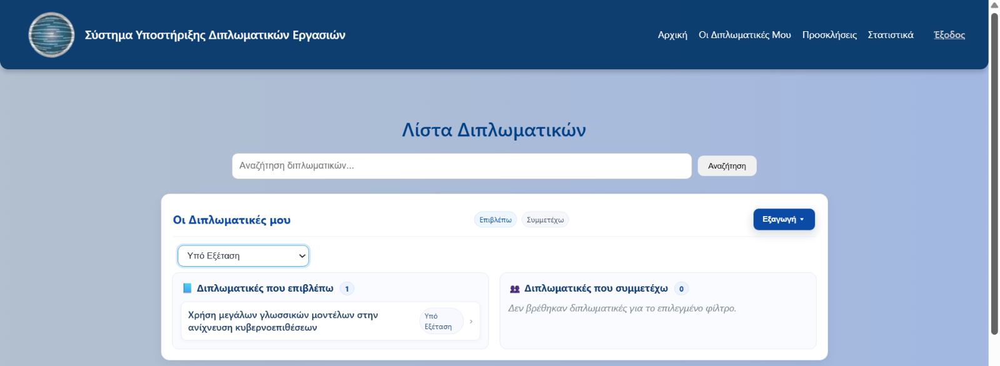 Σύστημα Υποστήριξης Διπλωματικών Εργασιών
Αρχική Οι Διπλωματικές Μου Προσκλήσεις Στατιστικά Έξοδος
Λίστα Διπλωματικών
Αναζήτηση διπλωματικών...
Αναζήτηση
Οι Διπλωματικές μου
Επιβλέπω Συμμετέχω
Εξαγωγή
Υπό Εξέταση
Διπλωματικές που επιβλέπω 1
Χρήση μεγάλων γλωσσικών μοντέλων στην
ανίχνευση κυβερνοεπιθέσεων
Υπό
Εξέταση
Διπλωματικές που συμμετέχω 0
Δεν βρέθηκαν διπλωματικές για το επιλεγμένο φίλτρο.